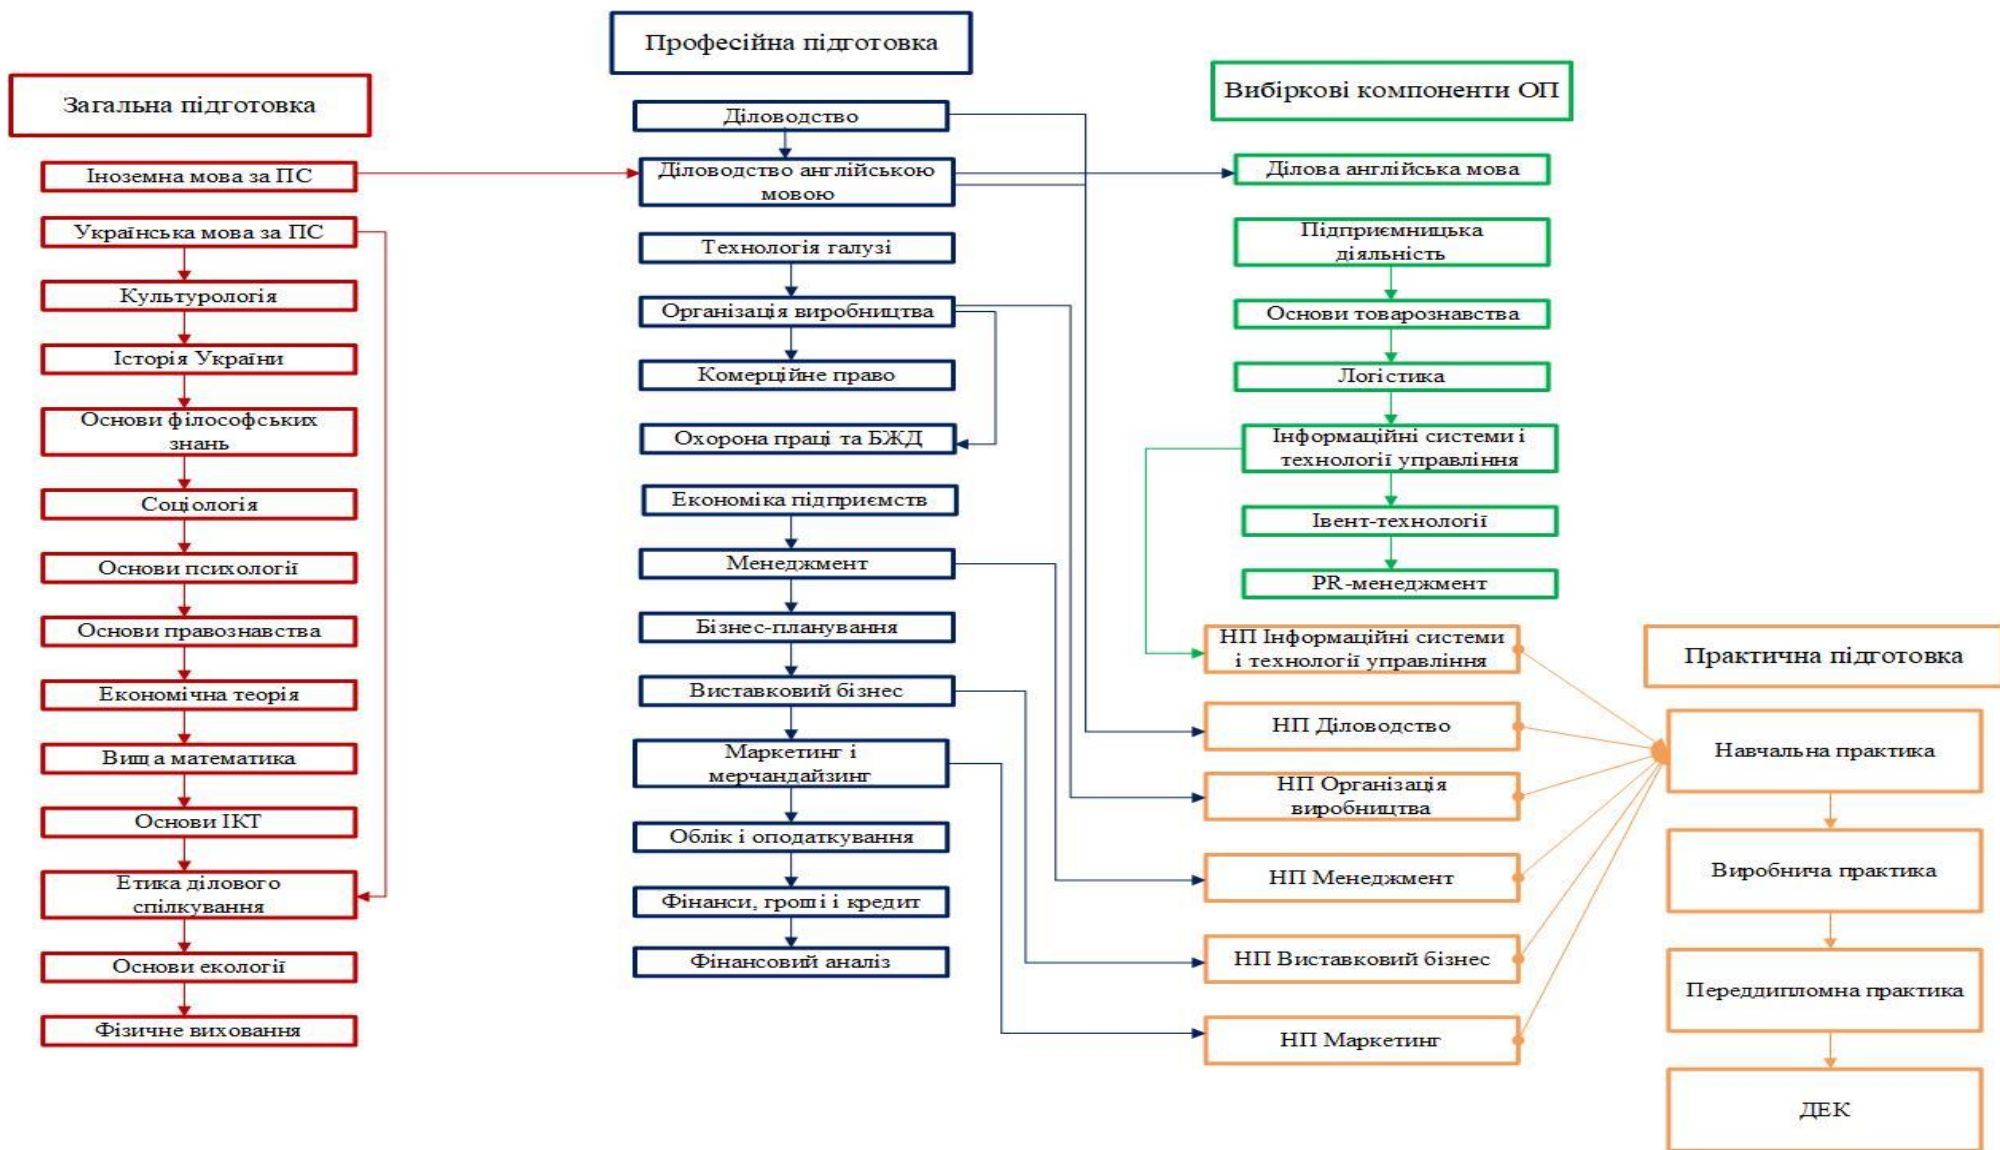 Загальна підготовка
Іноземна мова за ПС
Українська мова за ПС
Культурологія
Історія України
Основи філософських
знань
Соціологія
Основи психології
Основи правознавства
Економічна теорія
Вища математика
Основи ІКТ
Етика ділового
спілкування
Основи екології
Фізичне виховання
Професійна підготовка
Діловодство
Діловодство англійською
мовою
Технологія галузі
Організація виробництва
Комерційне право
Охорона праці та БЖД
Економіка підприємств
Менеджмент
Бізнес-планування
Виставковий бізнес
Маркетинг і
мерчандайзинг
Облік і оподаткування
Фінанси, гроші і кредит
Фінансовий аналіз
Вибіркові компоненти ОП
Ділова англійська мова
Підприємницька
діяльність
Основи товарознавства
Логістика
Інформаційні системи і
технології управління
Івент-технології
PR-менеджмент
НП Інформаційні системи
і технології управління
НП Діловодство
НП Організація
виробництва
НП Менеджмент
НП Виставковий бізнес
НП Маркетинг
Практична підготовка
Навчальна практика
Виробнича практика
Переддипломна практика
ДЕК